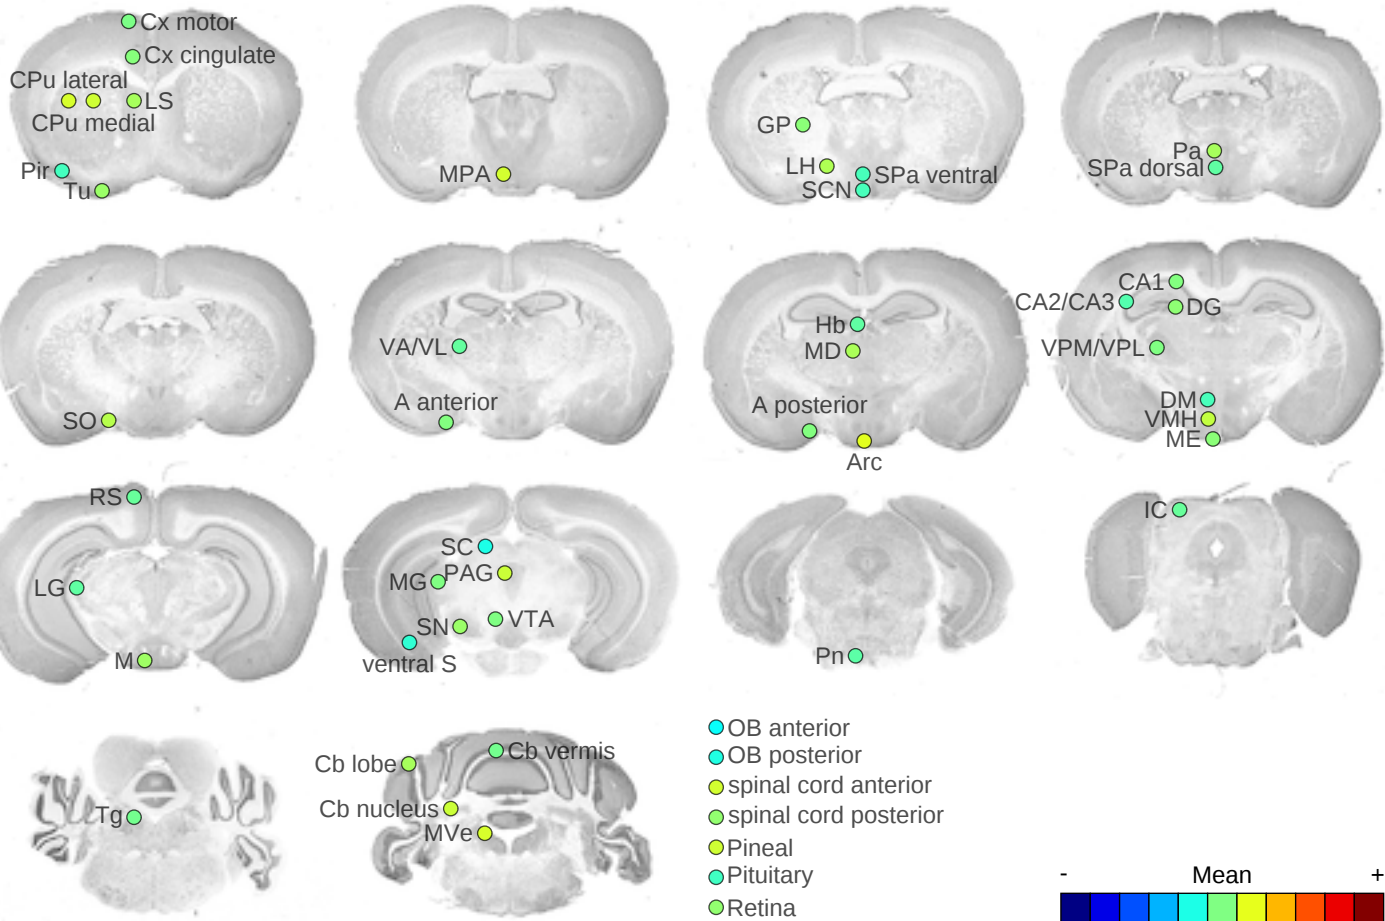 Cx motor
Cx cingulate
CPu lateral
LS
CPu medial
Pir
Tu
MPA
GP
LH
SPa ventral
SCN
Pa
SPa dorsal
SO
VA/VL
A anterior
Hb
MD
A posterior
Arc
CA1
CA2/CA3
DG
VPM/VPL
DM
VMH
ME
RS
LG
M
SC
PAG
MG
VTA
SN
ventral S
Pn
IC
Tg
Cb vermis
Cb lobe
Cb nucleus
MVe
OB anterior
OB posterior
spinal cord anterior
spinal cord posterior
Pineal
Pituitary
Retina
- Mean +